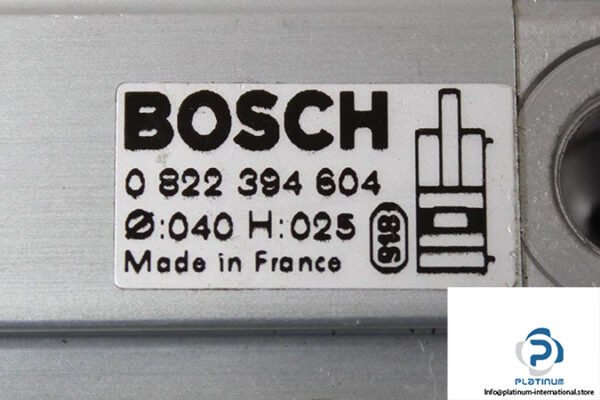 BOSCH
0 822 394 604
Ø:040 H:025
918
Made in France
PLATINUM
Info@platinum-international.store